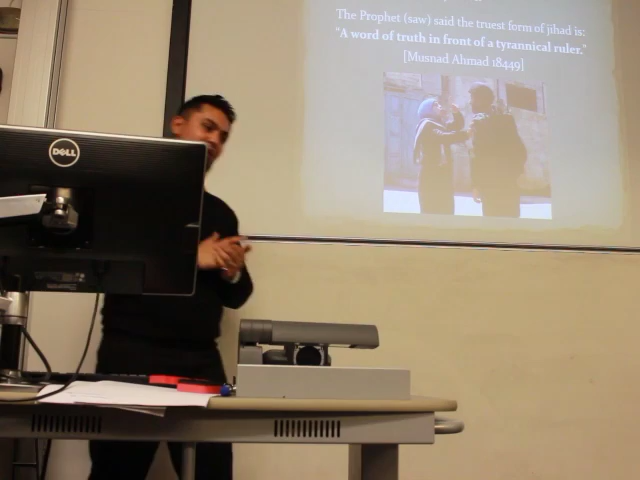 The Prophet (saw) said the truest form of jihad is:
"A word of truth in front of a tyrannical ruler."
[Musnad Ahmad 18449]
DELL